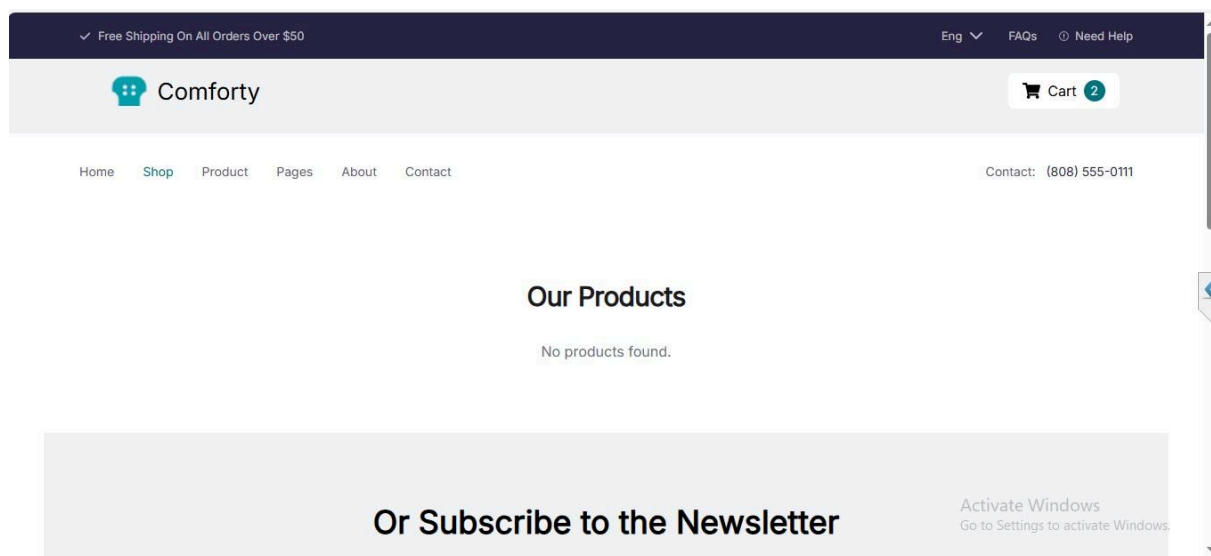 Free Shipping On All Orders Over $50 Eng FAQs Need Help
Comforty Cart 2
Home Shop Product Pages About Contact Contact: (808) 555-0111
Our Products
No products found.
Or Subscribe to the Newsletter
Activate Windows
Go to Settings to activate Windows.